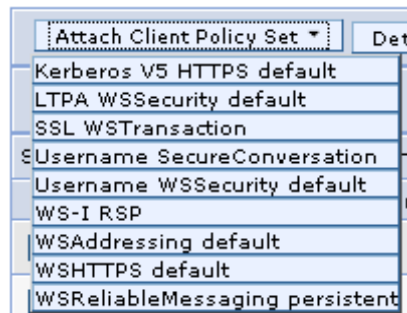 Attach Client Policy Set Det
Kerberos V5 HTTPS default
LTPA WSSecurity default
SSL WSTransaction
Username SecureConversation
Username WSSecurity default
WS-I RSP
WSAddressing default
WSHTTPS default
WSReliableMessaging persistent